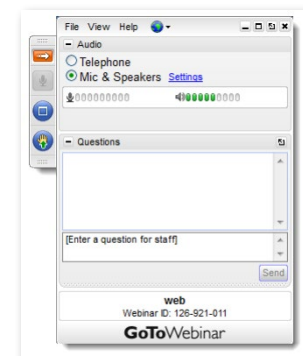 File View Help
Audio
Telephone
Mic & Speakers Settings
Questions
[Enter a question for staff]
Send
web
Webinar ID: 126-921-011
GoToWebinar